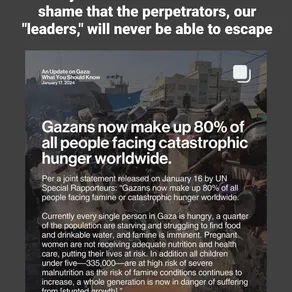 shame that the perpetrators, our
"leaders," will never be able to escape
An Update on Gaza:
What You Should Know
January 17, 2024
Gazans now make up 80% of
all people facing catastrophic
hunger worldwide.
Per a joint statement released on January 16 by UN
Special Rapporteurs: “Gazans now make up 80% of all
people facing famine or catastrophic hunger worldwide.
Currently every single person in Gaza is hungry, a quarter
of the population are starving and struggling to find food
and drinkable water, and famine is imminent. Pregnant
women are not receiving adequate nutrition and health
care, putting their lives at risk. In addition all children
under five—335,000—are at high risk of severe
malnutrition as the risk of famine conditions continues to
increase, a whole generation is now in danger of suffering
from [stunted growth].”